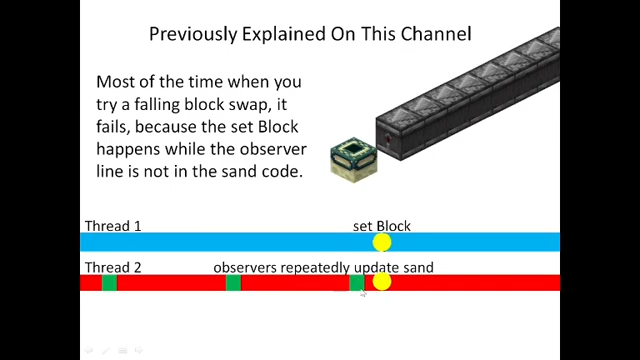 Previously Explained On This Channel
Most of the time when you
try a falling block swap, it
fails, because the set Block
happens while the observer
line is not in the sand code.
Thread 1 set Block
Thread 2 observers repeatedly update sand